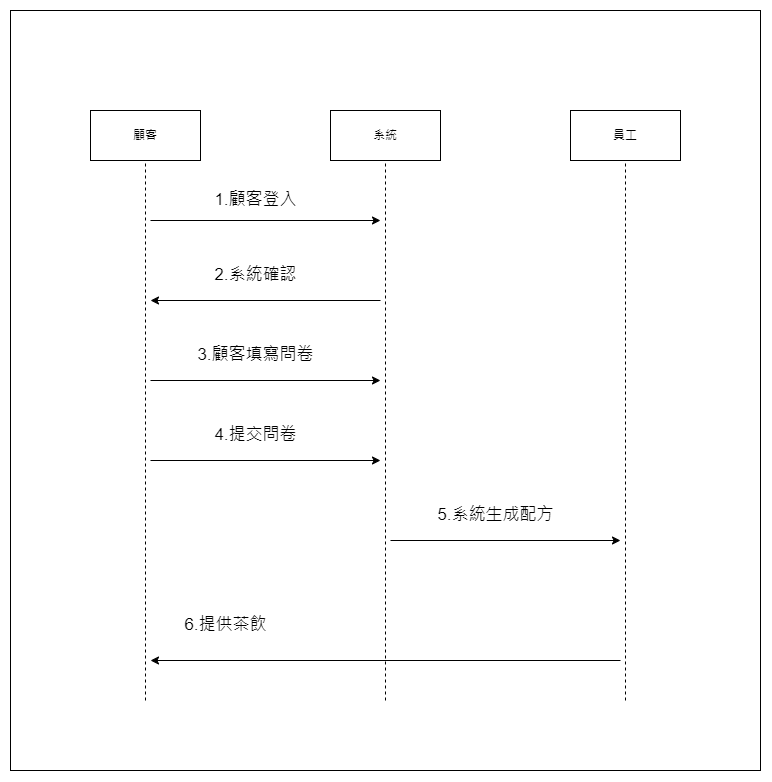 顧客
系統
員工
1.顧客登入
2.系統確認
3.顧客填寫問卷
4.提交問卷
5.系統生成配方
6.提供茶飲